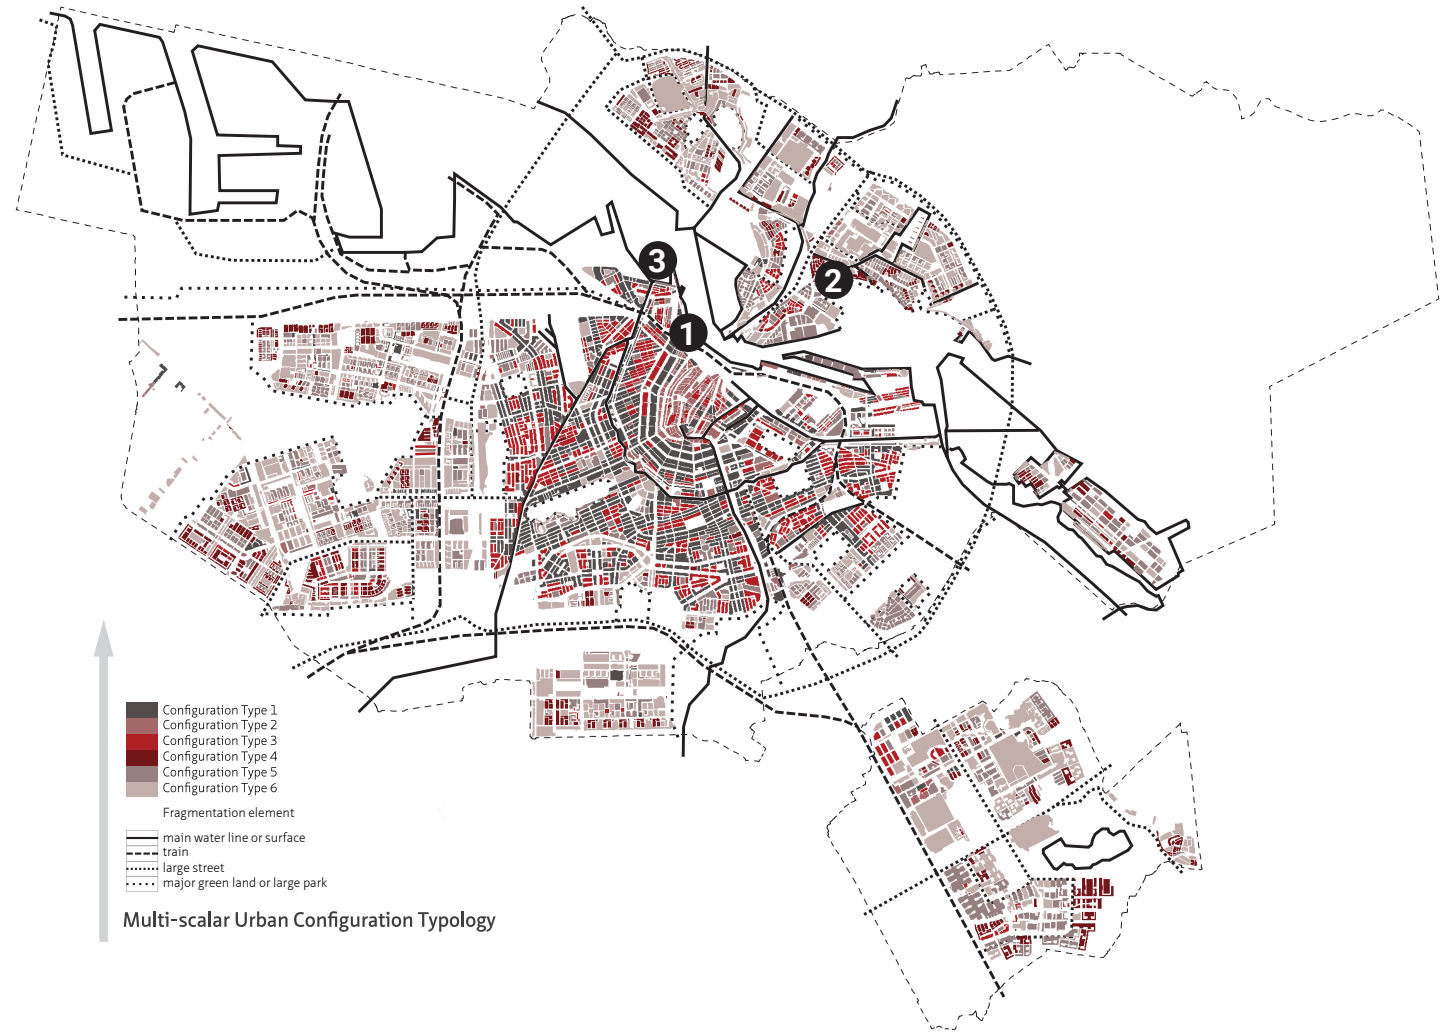 3
2
1
Configuration Type 1
Configuration Type 2
Configuration Type 3
Configuration Type 4
Configuration Type 5
Configuration Type 6
Fragmentation element
main water line or surface
train
large street
major green land or large park
Multi-scalar Urban Configuration Typology